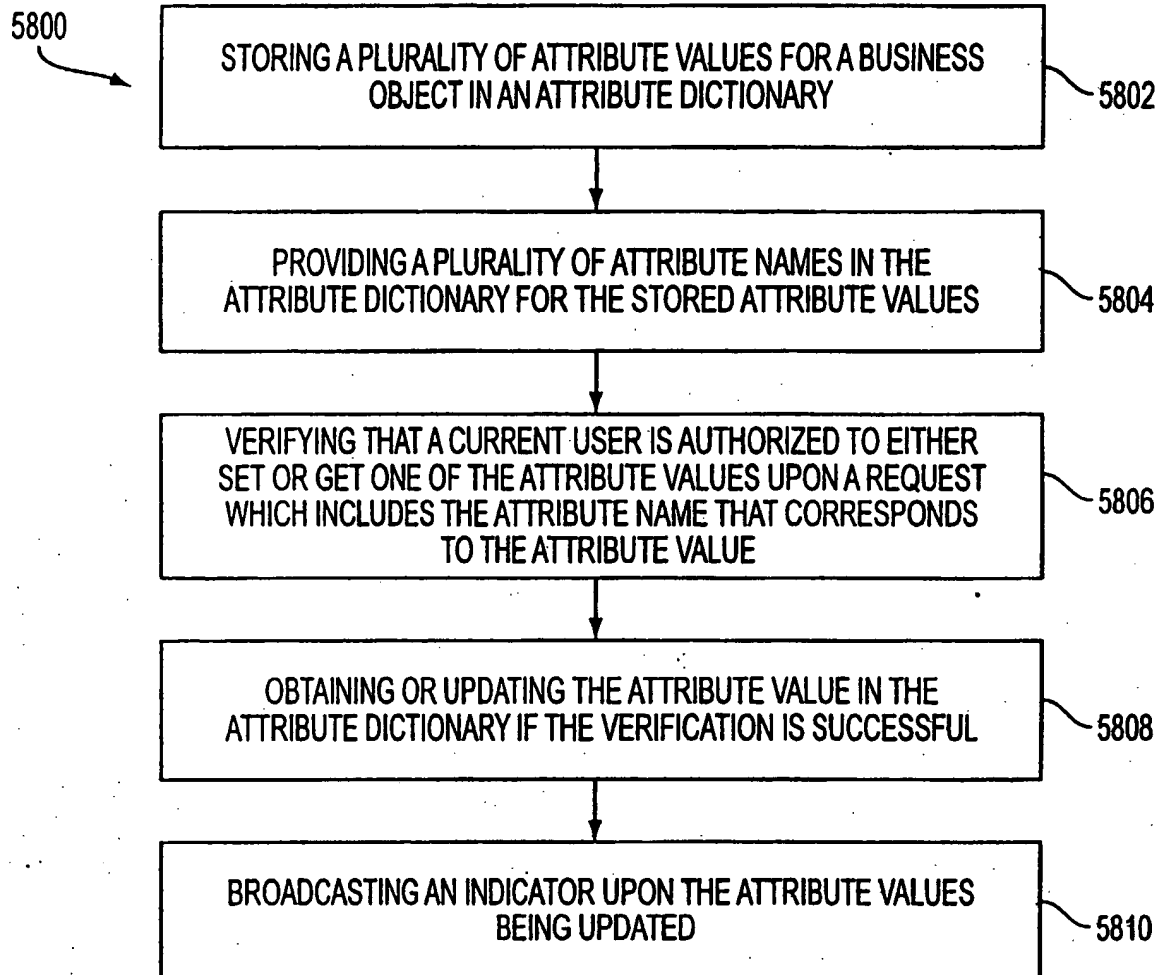 5800
STORING A PLURALITY OF ATTRIBUTE VALUES FOR A BUSINESS
OBJECT IN AN ATTRIBUTE DICTIONARY
5802
PROVIDING A PLURALITY OF ATTRIBUTE NAMES IN THE
ATTRIBUTE DICTIONARY FOR THE STORED ATTRIBUTE VALUES
5804
VERIFYING THAT A CURRENT USER IS AUTHORIZED TO EITHER
SET OR GET ONE OF THE ATTRIBUTE VALUES UPON A REQUEST
WHICH INCLUDES THE ATTRIBUTE NAME THAT CORRESPONDS
TO THE ATTRIBUTE VALUE
5806
OBTAINING OR UPDATING THE ATTRIBUTE VALUE IN THE
ATTRIBUTE DICTIONARY IF THE VERIFICATION IS SUCCESSFUL
5808
BROADCASTING AN INDICATOR UPON THE ATTRIBUTE VALUES
BEING UPDATED
5810